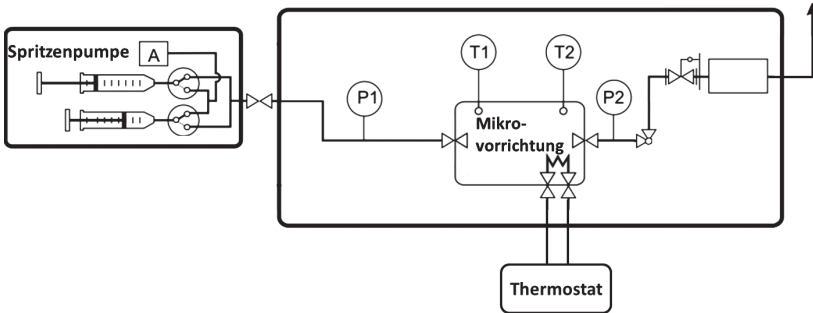 Spritzenpumpe
A
T1
T2
P1
P2
Mikro-
vorrichtung
Thermostat